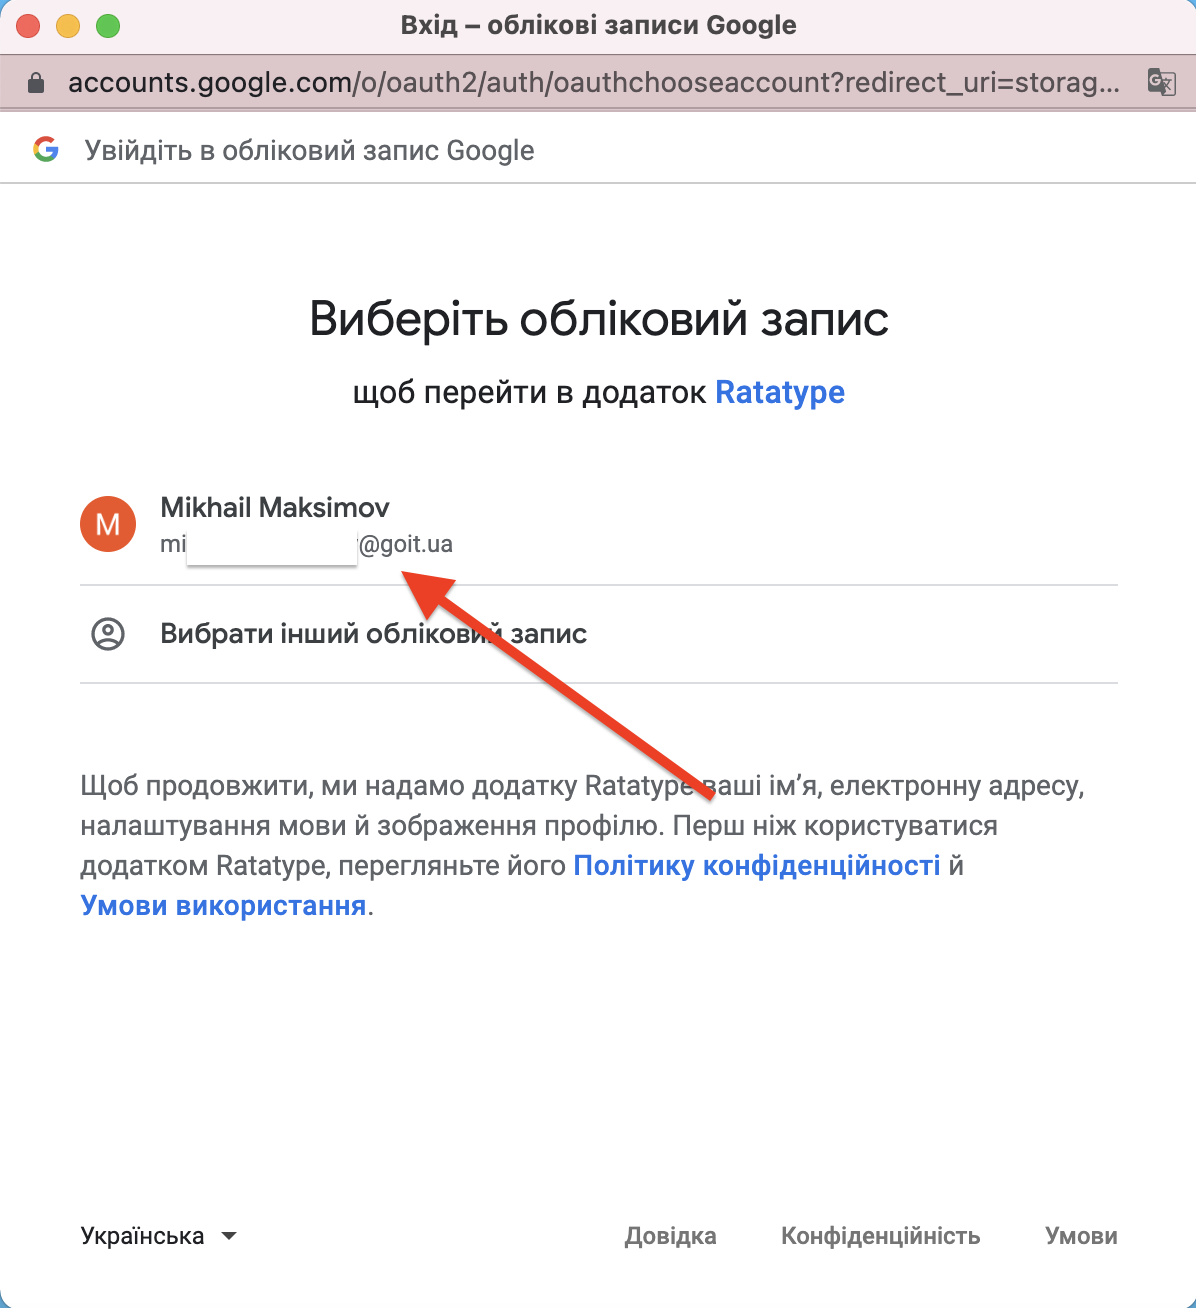 Вхід – облікові записи Google
accounts.google.com/o/oauth2/auth/oauthchooseaccount?redirect_uri=storag...
Увійдіть в обліковий запис Google
Виберіть обліковий запис
щоб перейти в додаток Ratatype
M
Mikhail Maksimov
mi @goit.ua
Вибрати інший обліковий запис
Щоб продовжити, ми надамо додатку Ratatype ваші ім’я, електронну адресу,
налаштування мови й зображення профілю. Перш ніж користуватися
додатком Ratatype, перегляньте його Політику конфіденційності й
Умови використання.
Українська
Довідка Конфіденційність Умови